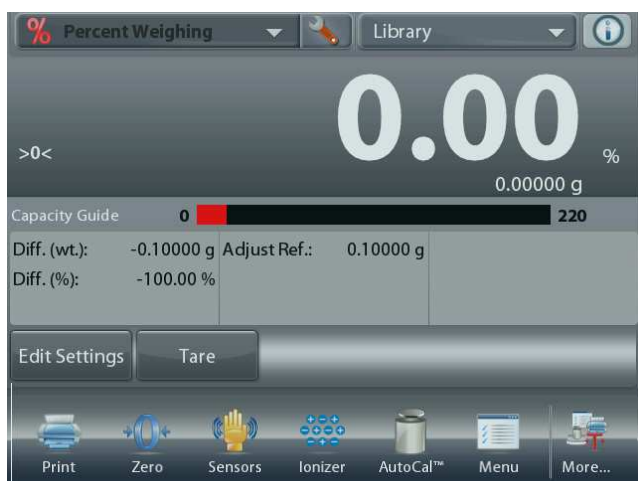 % Percent Weighing Library
0.00
>0< %
0.00000 g
Capacity Guide 0 220
Diff. (wt.): -0.10000 g Adjust Ref.: 0.10000 g
Diff. (%): -100.00 %
Edit Settings Tare
Print Zero Sensors Ionizer AutoCal™ Menu More...